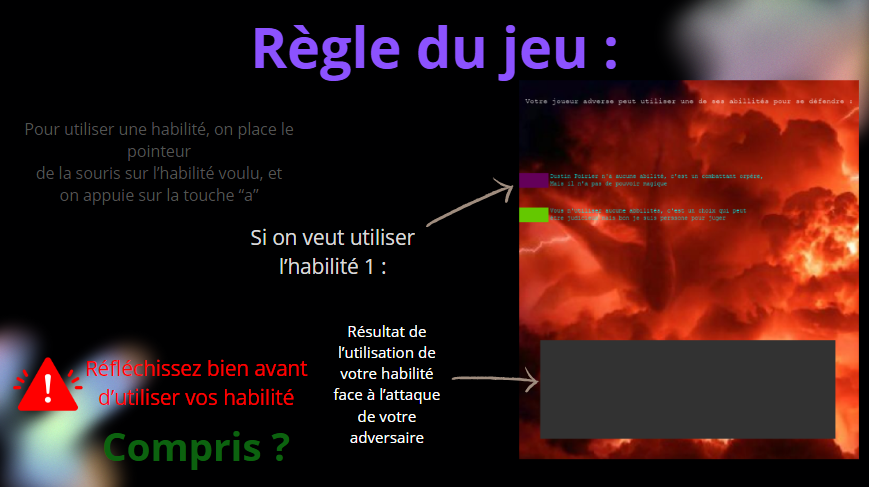 Règle du jeu :
Votre joueur adverse peut utiliser une de ses abillités pour se défendre :
Pour utiliser une habilité, on place le
pointeur
de la souris sur l’habilité voulu, et
on appuie sur la touche “a”
Dustin Poirier n'a aucune abilité, c'est un combattant
Mais il n'a pas de pouvoir magique
Vous n'utilisez aucune abilités, c'est un choix qui peut
être mais bon je suis personne pour juger
Si on veut utiliser
l’habilité 1 :
Résultat de
l’utilisation de
votre habilité
face à l’attaque
de votre
adversaire
Réfléchissez bien avant
d’utiliser vos habilité
Compris ?